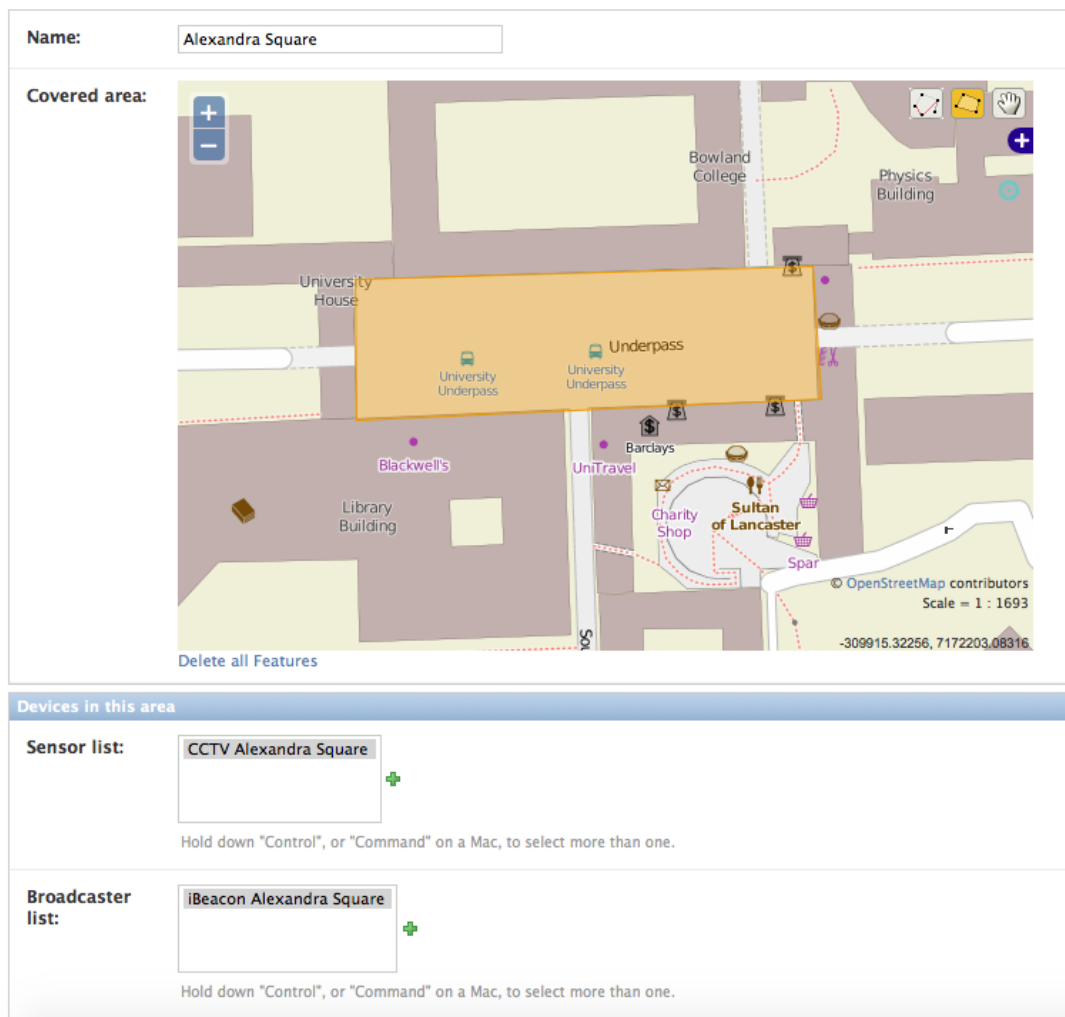 Name:
Alexandra Square
Covered area:
+
−
+
Bowland
College
Physics
Building
University
House
Underpass
University
Underpass
University
Underpass
Barclays
Blackwell's
UniTravel
Library
Building
Charity
Shop
Sultan
of Lancaster
Spar
Sou
© OpenStreetMap contributors
Scale = 1 : 1693
-309915.32256, 7172203.08316
Delete all Features
Devices in this area
Sensor list:
CCTV Alexandra Square
Hold down "Control", or "Command" on a Mac, to select more than one.
Broadcaster
list:
iBeacon Alexandra Square
Hold down "Control", or "Command" on a Mac, to select more than one.